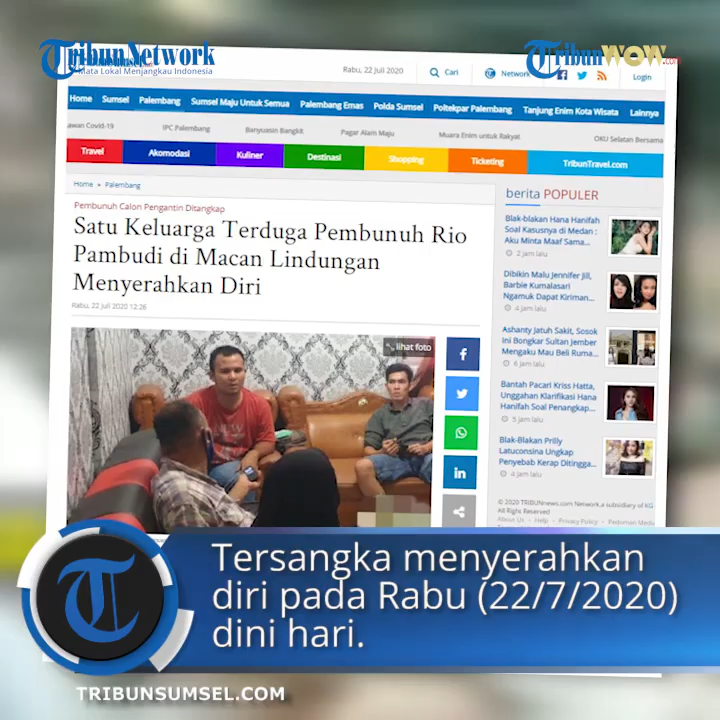 TribunNetwork
Mata Lokal Menjangkau Indonesia
Rabu, 22 Juli 2020
Cari
Network
TribunWOW.com
Login
Home Sumsel Palembang Sumsel Maju Untuk Semua Palembang Emas Polda Sumsel Poltekpar Palembang Tanjung Enim Kota Wisata Lainnya
awan Covid-19 IPC Palembang Banyuasin Bangkit Pagar Alam Maju Muara Enim untuk Rakyat OKU Selatan Bersama
Travel Akomodasi Kuliner Destinasi Shopping Ticketing TribunTravel.com
Home » Palembang
Pembunuh Calon Pengantin Ditangkap
Satu Keluarga Terduga Pembunuh Rio
Pambudi di Macan Lindungan
Menyerahkan Diri
Rabu, 22 Juli 2020 12:26
lihat foto
berita POPULER
Blak-blakan Hana Hanifah
Soal Kasusnya di Medan :
Aku Minta Maaf Sama...
2 jam lalu
Dibikin Malu Jennifer Jill,
Barbie Kumalasari
Ngamuk Dapat Kiriman...
4 jam lalu
Ashanty Jatuh Sakit, Sosok
Ini Bongkar Sultan Jember
Mengaku Mau Beli Ruma...
6 jam lalu
Bantah Pacari Kriss Hatta,
Unggahan Klarifikasi Hana
Hanifah Soal Penangkap...
5 jam lalu
Blak-Blakan Prilly
Latuconsina Ungkap
Penyebab Kerap Ditingga...
4 jam lalu
© 2020 TRIBUNnews.com Network,a subsidiary of KG
All Rights Reserved
About Us - Help - Privacy Policy - Pedoman Media
Tersangka menyerahkan
diri pada Rabu (22/7/2020)
dini hari.
TRIBUNSUMSEL.COM